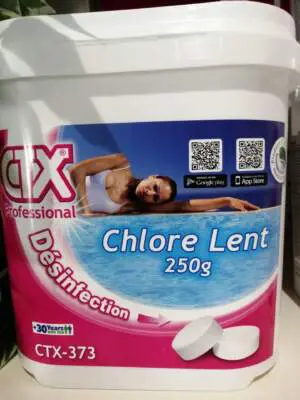 CTX
Professional
Google play
App Store
Désinfection
Chlore Lent
250g
+30 Years
CTX-373